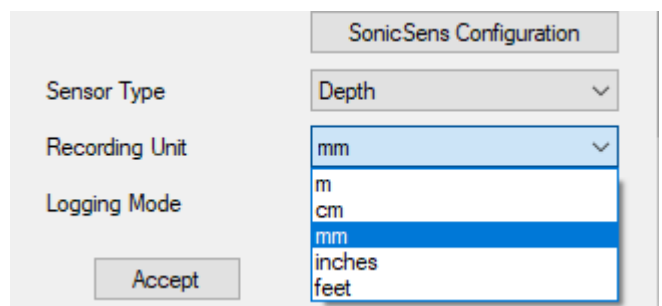 SonicSens Configuration
Sensor Type
Depth
Recording Unit
mm
m
cm
mm
inches
feet
Logging Mode
Accept